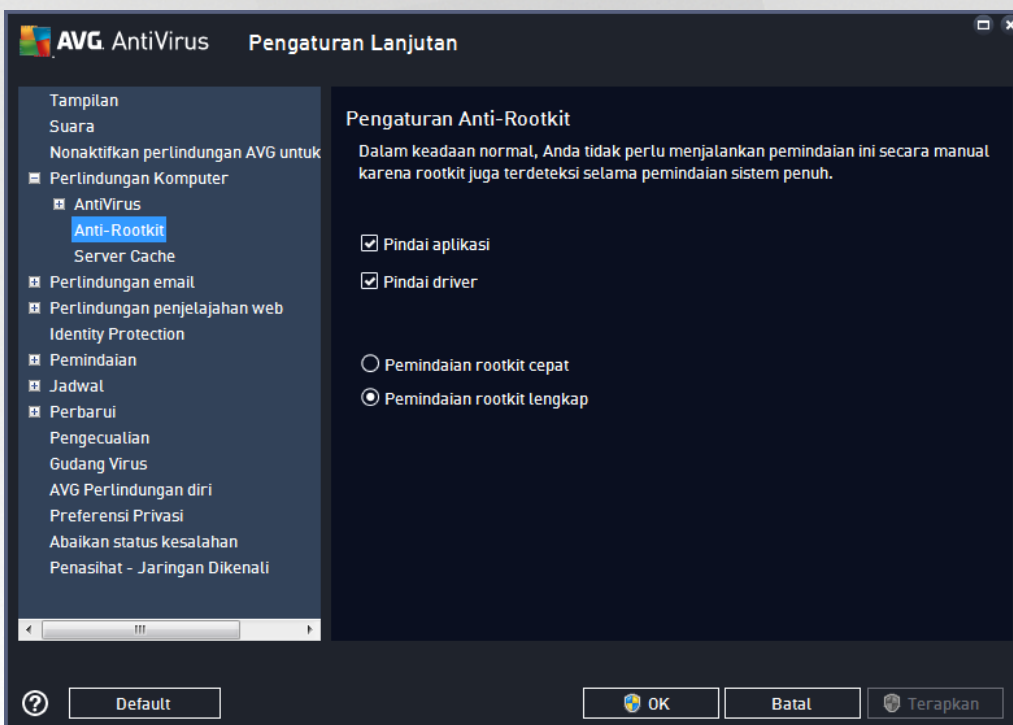 AVG. AntiVirus Pengaturan Lanjutan
Tampilan
Suara
Nonaktifkan perlindungan AVG untuk
Perlindungan Komputer
AntiVirus
Anti-Rootkit
Server Cache
Perlindungan email
Perlindungan penjelajahan web
Identity Protection
Pemindaian
Jadwal
Perbarui
Pengecualian
Gudang Virus
AVG Perlindungan diri
Preferensi Privasi
Abaikan status kesalahan
Penasihat - Jaringan Dikenali
Pengaturan Anti-Rootkit
Dalam keadaan normal, Anda tidak perlu menjalankan pemindaian ini secara manual
karena rootkit juga terdeteksi selama pemindaian sistem penuh.
Pindai aplikasi
Pindai driver
Pemindaian rootkit cepat
Pemindaian rootkit lengkap
? Default OK Batal Terapkan